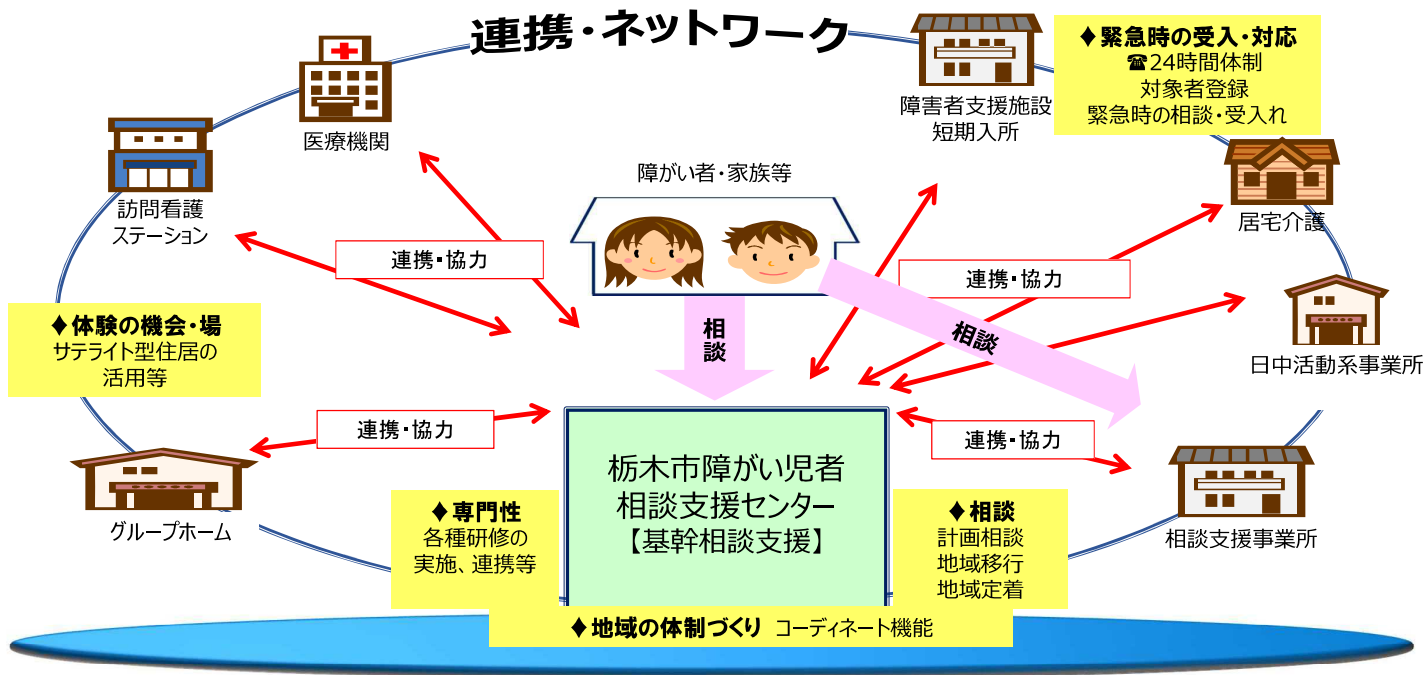 連携・ネットワーク
♦緊急時の受入・対応
☎24時間体制
対象者登録
緊急時の相談・受入れ
医療機関
障害者支援施設
短期入所
訪問看護
ステーション
障がい者・家族等
居宅介護
連携・協力
連携・協力
♦体験の機会・場
サテライト型住居の
活用等
相談
相談
日中活動系事業所
連携・協力
連携・協力
グループホーム
栃木市障がい児者
相談支援センター
【基幹相談支援】
相談支援事業所
♦専門性
各種研修の
実施、連携等
♦相談
計画相談
地域移行
地域定着
♦地域の体制づくり コーディネート機能